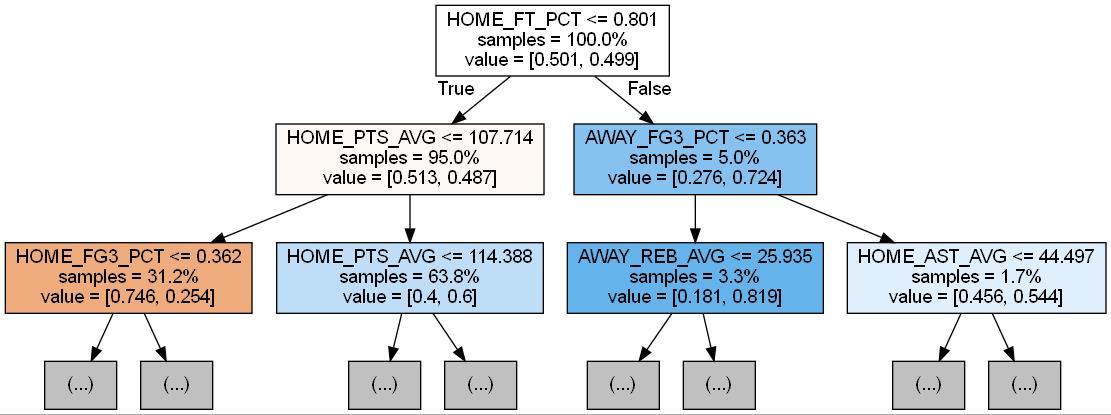 HOME_FT_PCT <= 0.801
samples = 100.0%
value = [0.501, 0.499]
True
False
HOME_PTS_AVG <= 107.714
samples = 95.0%
value = [0.513, 0.487]
AWAY_FG3_PCT <= 0.363
samples = 5.0%
value = [0.276, 0.724]
HOME_FG3_PCT <= 0.362
samples = 31.2%
value = [0.746, 0.254]
HOME_PTS_AVG <= 114.388
samples = 63.8%
value = [0.4, 0.6]
AWAY_REB_AVG <= 25.935
samples = 3.3%
value = [0.181, 0.819]
HOME_AST_AVG <= 44.497
samples = 1.7%
value = [0.456, 0.544]
(...)
(...)
(...)
(...)
(...)
(...)
(...)
(...)